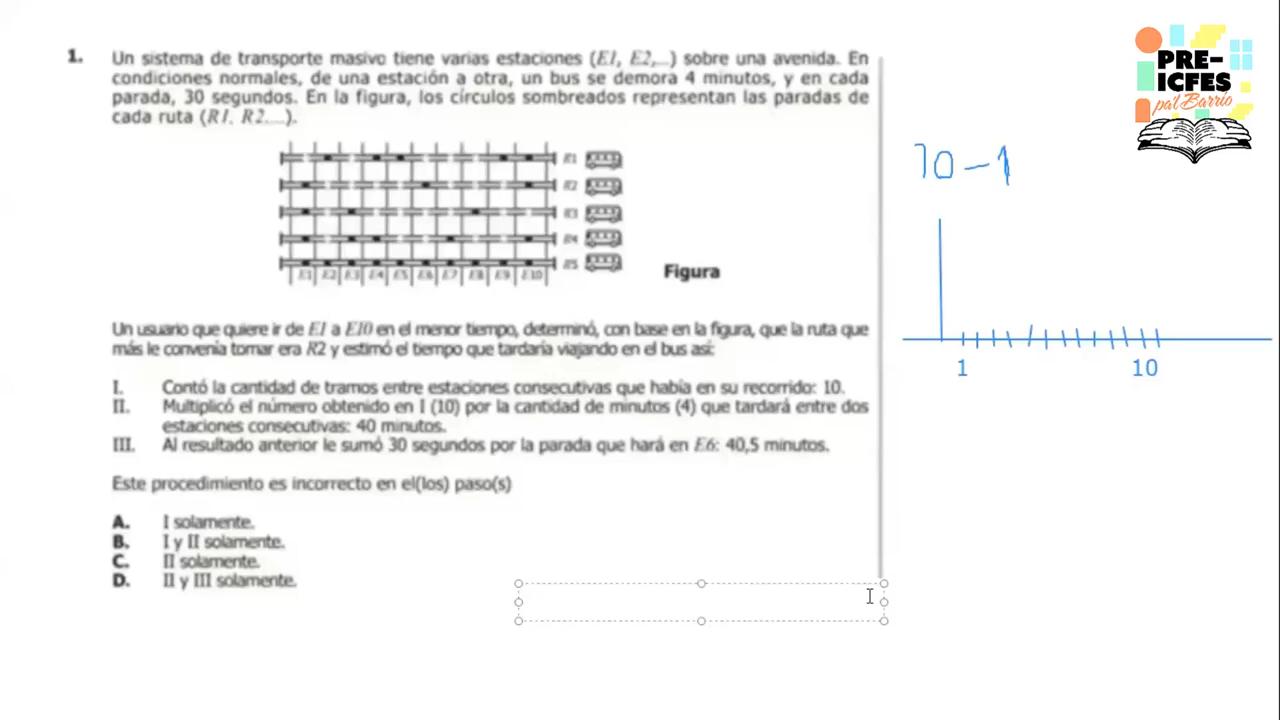 1. Un sistema de transporte masivo tiene varias estaciones (E1, E2,...) sobre una avenida. En
condiciones normales, de una estación a otra, un bus se demora 4 minutos, y en cada
parada, 30 segundos. En la figura, los círculos sombreados representan las paradas de
cada ruta (R1, R2....).
R1
R2
R3
R4
R5
E1 E2 E3 E4 E5 E6 E7 E8 E9 E10
Figura
Un usuario que quiere ir de E1 a E10 en el menor tiempo, determinó, con base en la figura, que la ruta que
más le convenía tomar era R2 y estimó el tiempo que tardaría viajando en el bus así:
I. Contó la cantidad de tramos entre estaciones consecutivas que había en su recorrido: 10.
II. Multiplicó el número obtenido en I (10) por la cantidad de minutos (4) que tardará entre dos
estaciones consecutivas: 40 minutos.
III. Al resultado anterior le sumó 30 segundos por la parada que hará en E6: 40,5 minutos.
Este procedimiento es incorrecto en el(los) paso(s)
A. I solamente.
B. I y II solamente.
C. II solamente.
D. II y III solamente.
PRE-
ICFES
pa'l Barrio
10-1
1 10